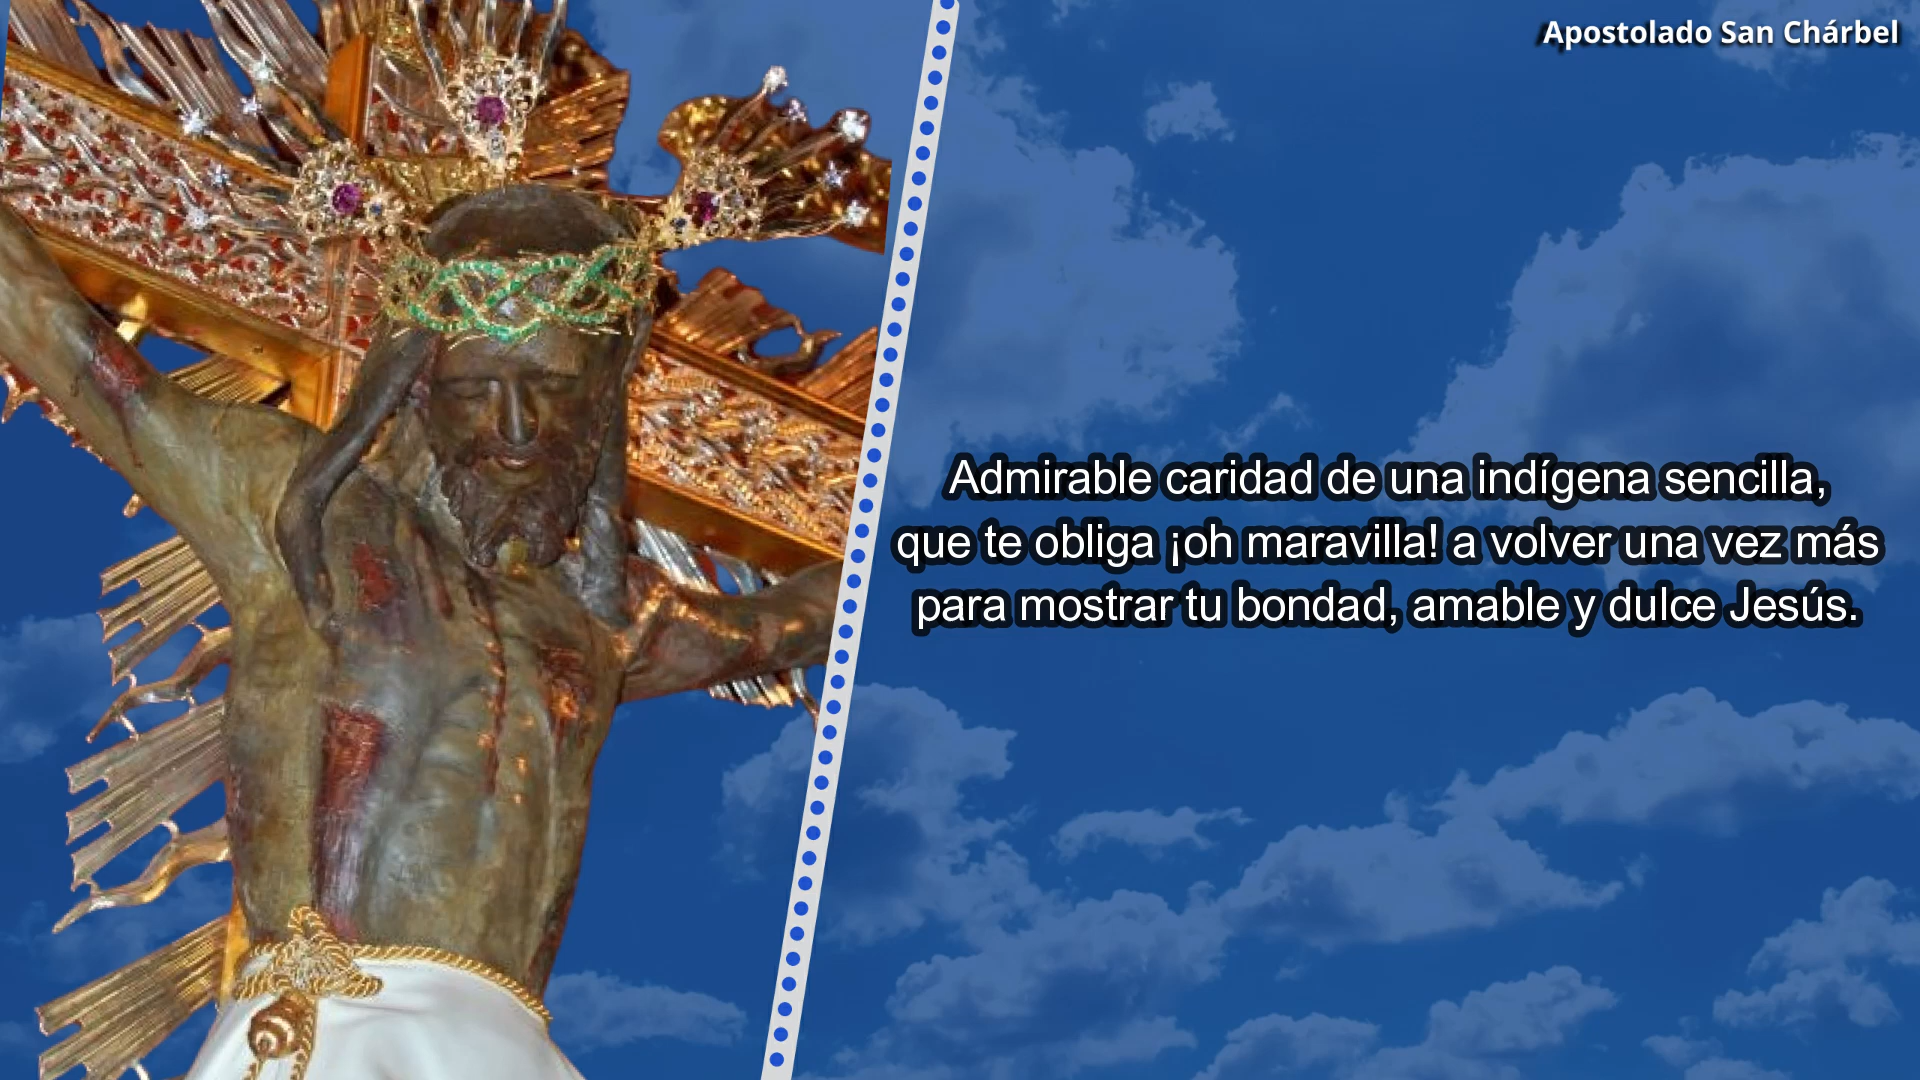 Apostolado San Chárbel
Admirable caridad de una indígena sencilla,
que te obliga ¡oh maravilla! a volver una vez más
para mostrar tu bondad, amable y dulce Jesús.